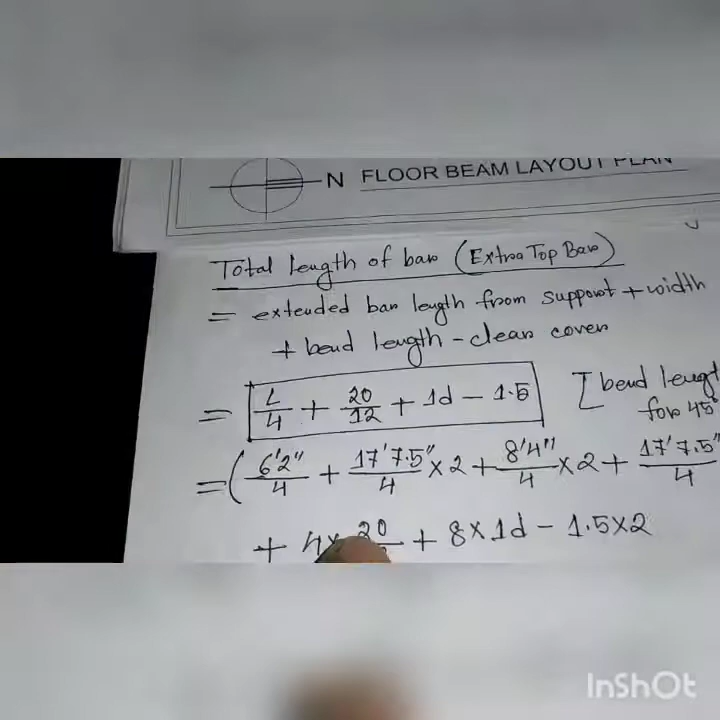 N FLOOR BEAM LAYOUT PLAN
Total length of bar (Extra Top Bar)
= extended bar length from support + width
+ bend length - clear cover
= L/4 + 20/12 + 1d - 1.5 [bend lengt
for 45°
= (6'2"/4 + 17'7.5"/4 x 2 + 8'4"/4 x 2 + 17'7.5"/4
+ 4x 20 + 8x1d - 1.5x2
InShOt